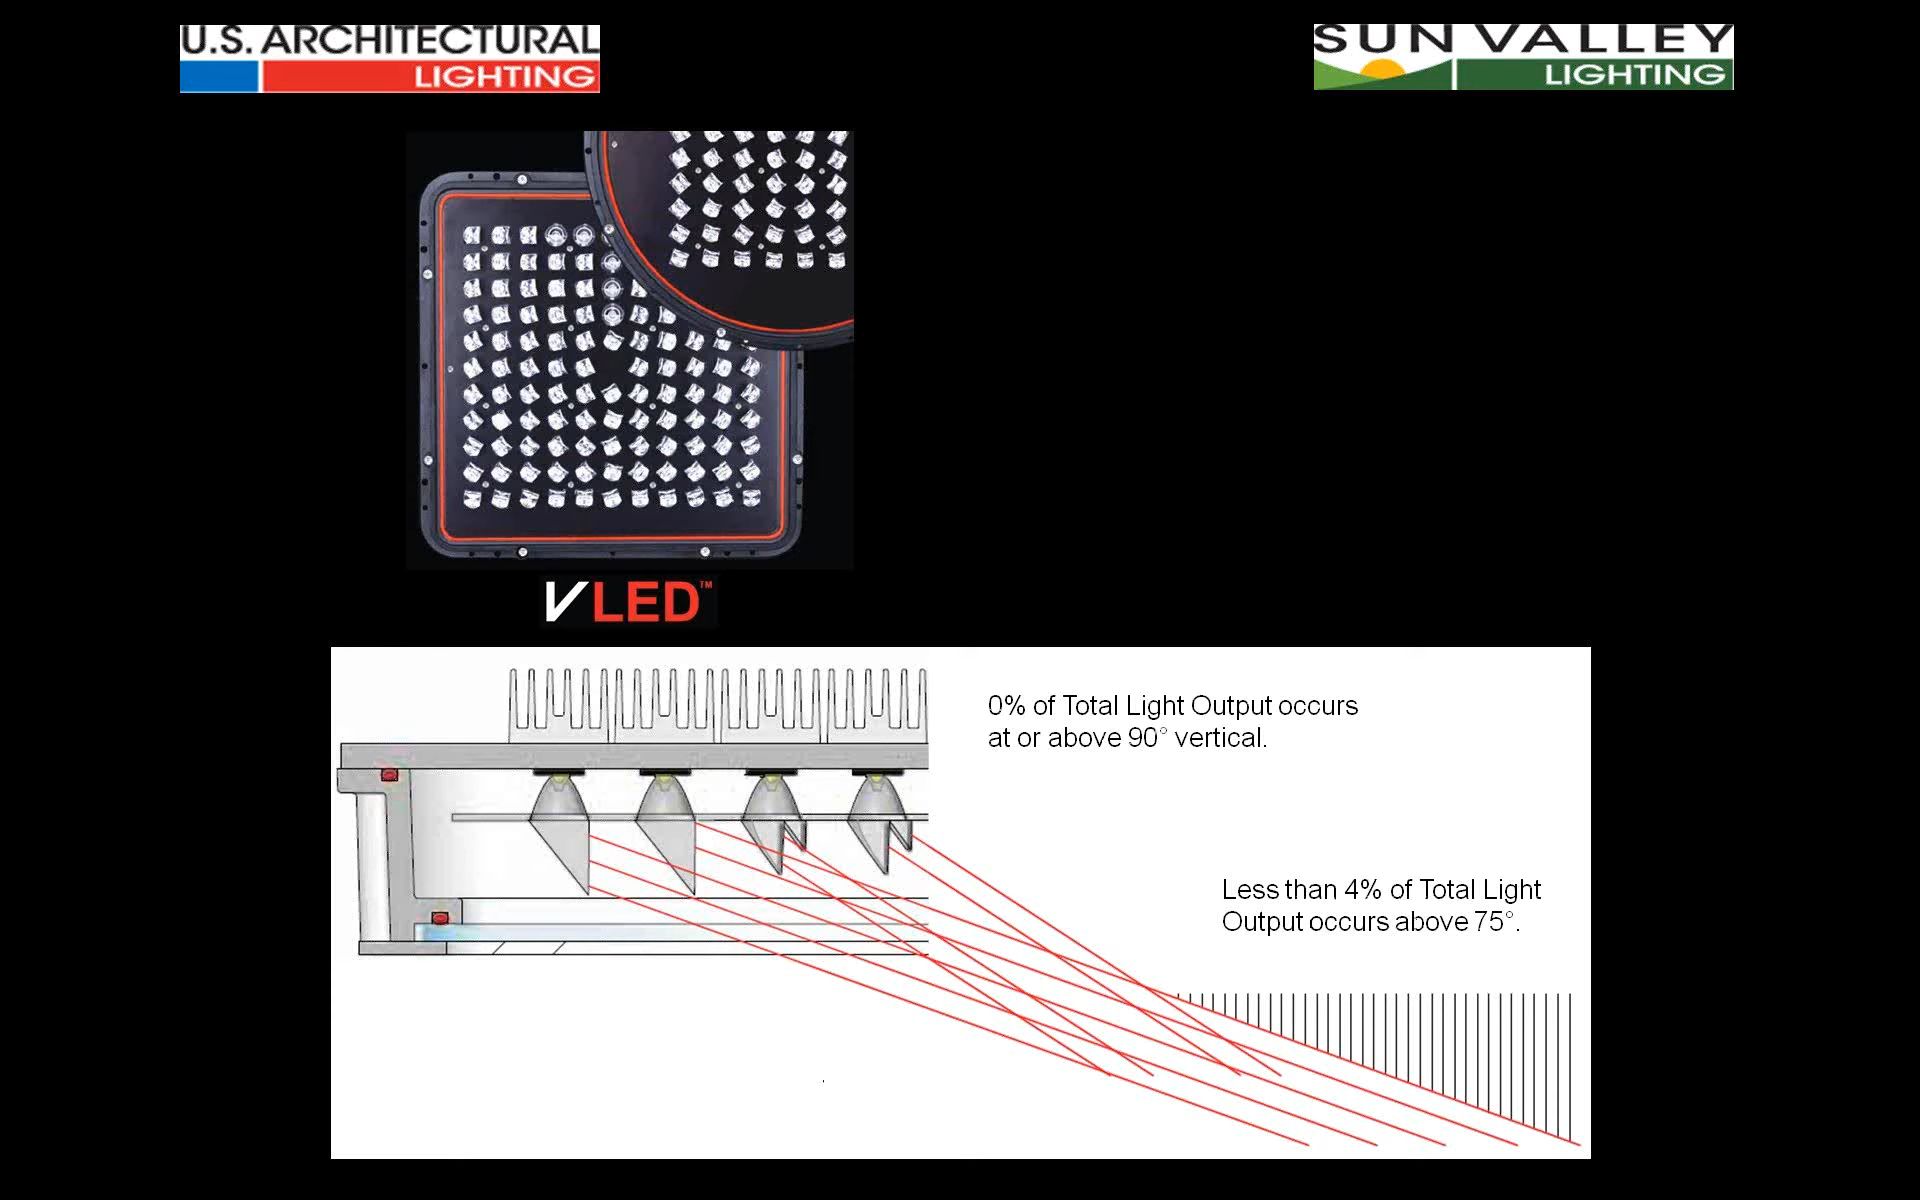 U.S. ARCHITECTURAL
LIGHTING
SUN VALLEY
LIGHTING
VLED™
0% of Total Light Output occurs
at or above 90° vertical.
Less than 4% of Total Light
Output occurs above 75°.